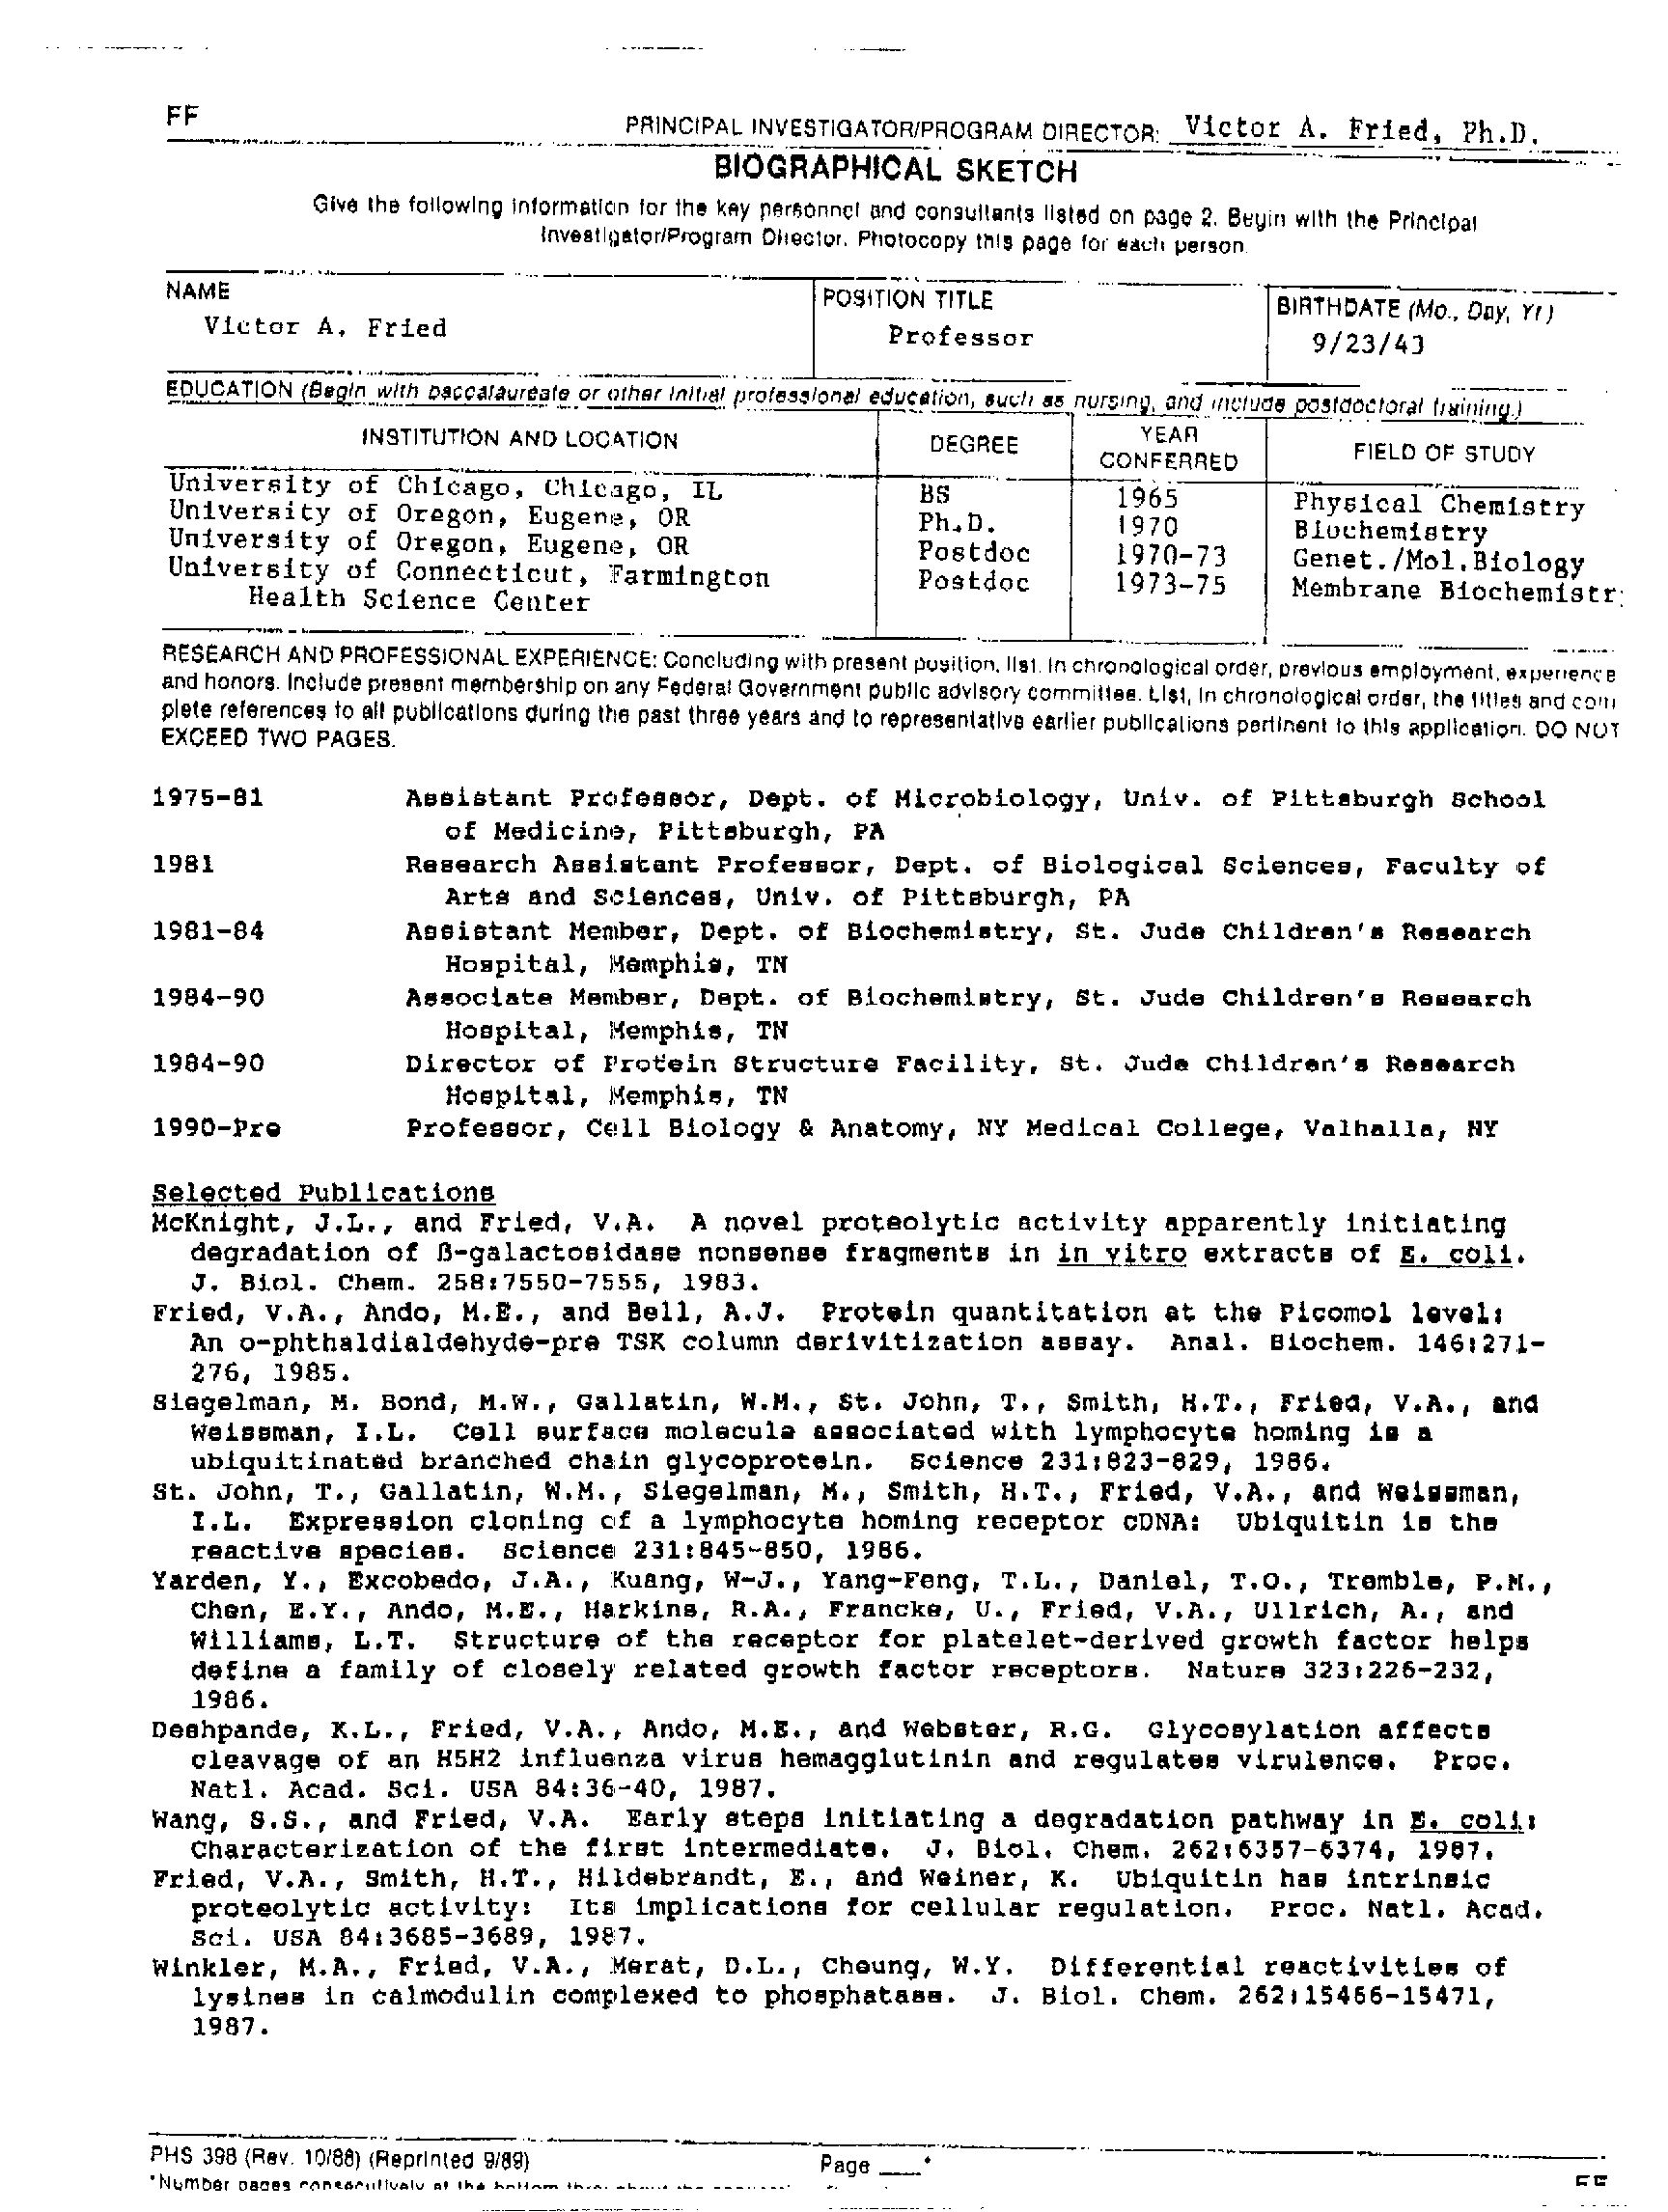 FF
PRINCIPAL INVESTIGATOR/PROGRAM DIRECTOR: Victor A. Fried, Ph.D.
BIOGRAPHICAL SKETCH
Give the following information for the key personnel and consultants listed on page 2. Begin with the Principal
Investigator/Program Director. Photocopy this page for each person.
NAME
Victor A. Fried
POSITION TITLE
Professor
BIRTHDATE (Mo., Day, Yr.)
9/23/43
EDUCATION (Begin with baccalaureate or other initial professional education, such as nursing, and include postdoctoral training.)
INSTITUTION AND LOCATION DEGREE YEAR CONFERRED FIELD OF STUDY
University of Chicago, Chicago, IL BS 1965 Physical Chemistry
University of Oregon, Eugene, OR Ph.D. 1970 Biochemistry
University of Oregon, Eugene, OR Postdoc 1970-73 Genet./Mol.Biology
University of Connecticut, Farmington Postdoc 1973-75 Membrane Biochemistr
Health Science Center
RESEARCH AND PROFESSIONAL EXPERIENCE: Concluding with present position, list, in chronological order, previous employment, experience
and honors. Include present membership on any Federal Government public advisory committee. List, in chronological order, the titles and com
plete references to all publications during the past three years and to representative earlier publications pertinent to this application. DO NOT
EXCEED TWO PAGES.
1975-81 Assistant Professor, Dept. of Microbiology, Univ. of Pittsburgh School
of Medicine, Pittsburgh, PA
1981 Research Assistant Professor, Dept. of Biological Sciences, Faculty of
Arts and Sciences, Univ. of Pittsburgh, PA
1981-84 Assistant Member, Dept. of Biochemistry, St. Jude Children's Research
Hospital, Memphis, TN
1984-90 Associate Member, Dept. of Biochemistry, St. Jude Children's Research
Hospital, Memphis, TN
1984-90 Director of Protein Structure Facility, St. Jude Children's Research
Hospital, Memphis, TN
1990-Pre Professor, Cell Biology & Anatomy, NY Medical College, Valhalla, NY
Selected Publications
McKnight, J.L., and Fried, V.A. A novel proteolytic activity apparently initiating
degradation of β-galactosidase nonsense fragments in in vitro extracts of E. coli.
J. Biol. Chem. 258:7550-7555, 1983.
Fried, V.A., Ando, M.E., and Bell, A.J. Protein quantitation at the Picomol level:
An o-phthaldialdehyde-pre TSK column derivitization assay. Anal. Biochem. 146:271-
276, 1985.
Siegelman, M. Bond, M.W., Gallatin, W.M., St. John, T., Smith, H.T., Fried, V.A., and
Weissman, I.L. Cell surface molecule associated with lymphocyte homing is a
ubiquitinated branched chain glycoprotein. Science 231:823-829, 1986.
St. John, T., Gallatin, W.M., Siegelman, M., Smith, H.T., Fried, V.A., and Weissman,
I.L. Expression cloning of a lymphocyte homing receptor cDNA: Ubiquitin is the
reactive species. Science 231:845-850, 1986.
Yarden, Y., Excobedo, J.A., Kuang, W-J., Yang-Feng, T.L., Daniel, T.O., Tremble, P.M.,
Chen, E.Y., Ando, M.E., Harkins, R.A., Francke, U., Fried, V.A., Ullrich, A., and
Williams, L.T. Structure of the receptor for platelet-derived growth factor helps
define a family of closely related growth factor receptors. Nature 323:226-232,
1986.
Deshpande, K.L., Fried, V.A., Ando, M.E., and Webster, R.G. Glycosylation affects
cleavage of an H5H2 influenza virus hemagglutinin and regulates virulence. Proc.
Natl. Acad. Sci. USA 84:36-40, 1987.
Wang, S.S., and Fried, V.A. Early steps initiating a degradation pathway in E. coli:
Characterization of the first intermediate. J. Biol. Chem. 262:6357-6374, 1987.
Fried, V.A., Smith, H.T., Hildebrandt, E., and Weiner, K. Ubiquitin has intrinsic
proteolytic activity: Its implications for cellular regulation. Proc. Natl. Acad.
Sci. USA 84:3685-3689, 1987.
Winkler, M.A., Fried, V.A., Merat, D.L., Cheung, W.Y. Differential reactivities of
lysines in calmodulin complexed to phosphatase. J. Biol. Chem. 262:15466-15471,
1987.
PHS 398 (Rev. 10/88) (Reprinted 9/89) Page ___*
*Number pages consecutively at the bottom
FF